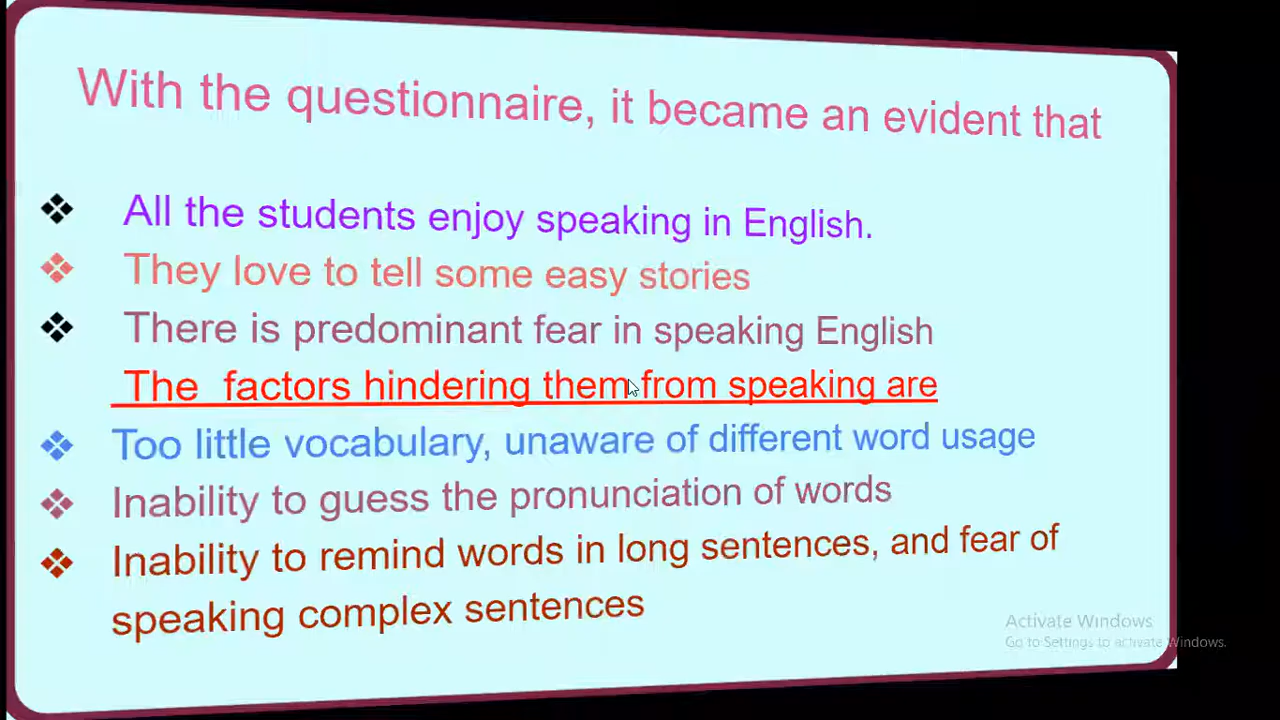 With the questionnaire, it became an evident that
All the students enjoy speaking in English.
They love to tell some easy stories
There is predominant fear in speaking English
The factors hindering them from speaking are
Too little vocabulary, unaware of different word usage
Inability to guess the pronunciation of words
Inability to remind words in long sentences, and fear of
speaking complex sentences
Activate Windows
Go to Settings to activate Windows.